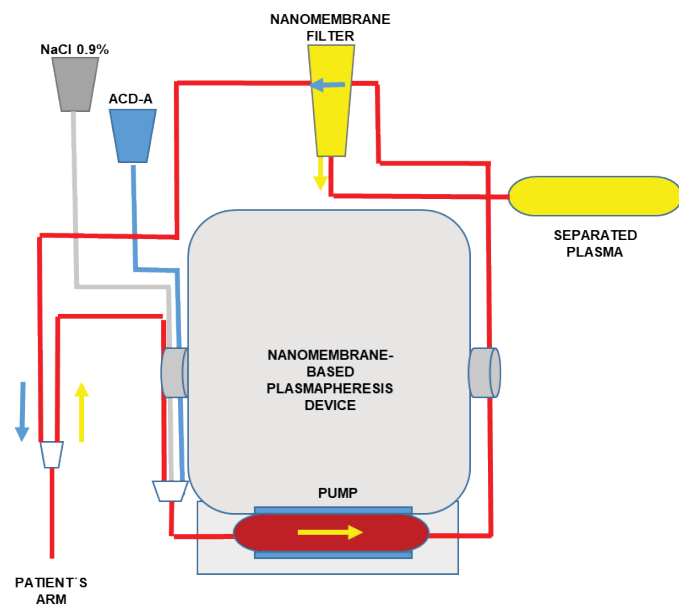 NANOMEMBRANE
FILTER
NaCl 0.9%
ACD-A
SEPARATED
PLASMA
NANOMEMBRANE-
BASED
PLASMAPHERESIS
DEVICE
PUMP
PATIENT´S
ARM